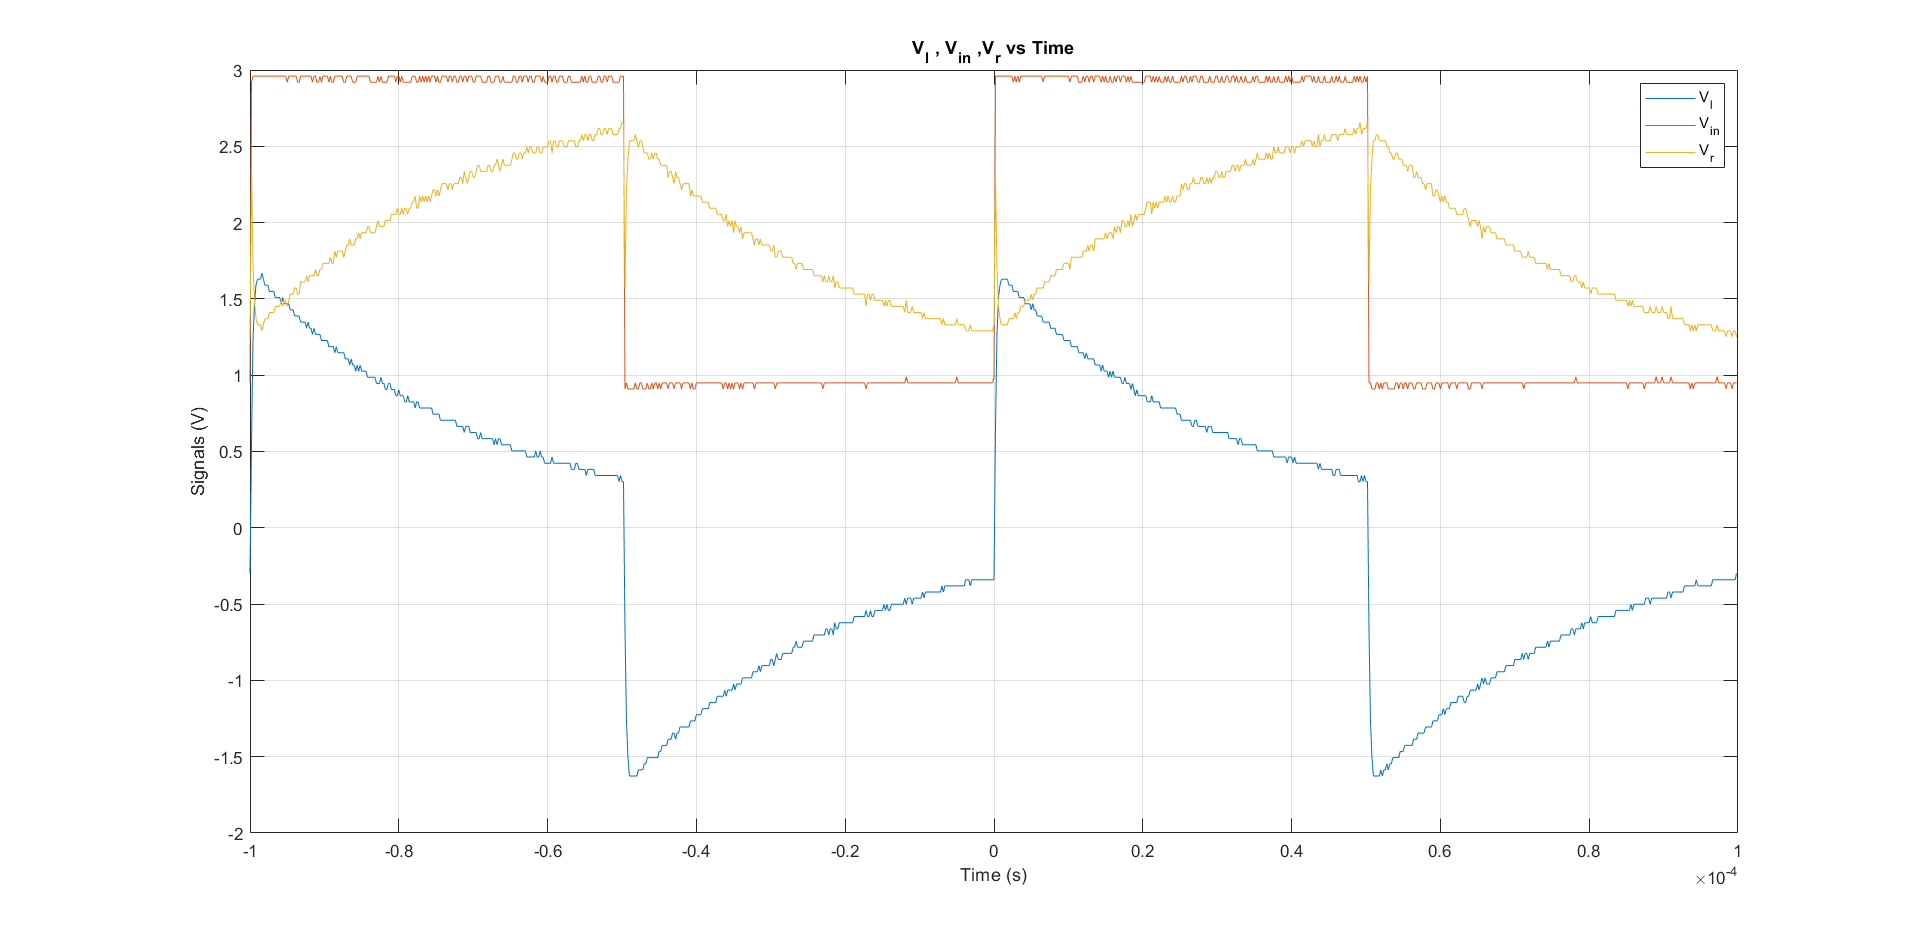 V_l , V_in ,V_r vs Time
V_l
V_in
V_r
3
2.5
2
1.5
1
0.5
0
-0.5
-1
-1.5
-2
Signals (V)
-1 -0.8 -0.6 -0.4 -0.2 0 0.2 0.4 0.6 0.8 1
Time (s)
×10^-4